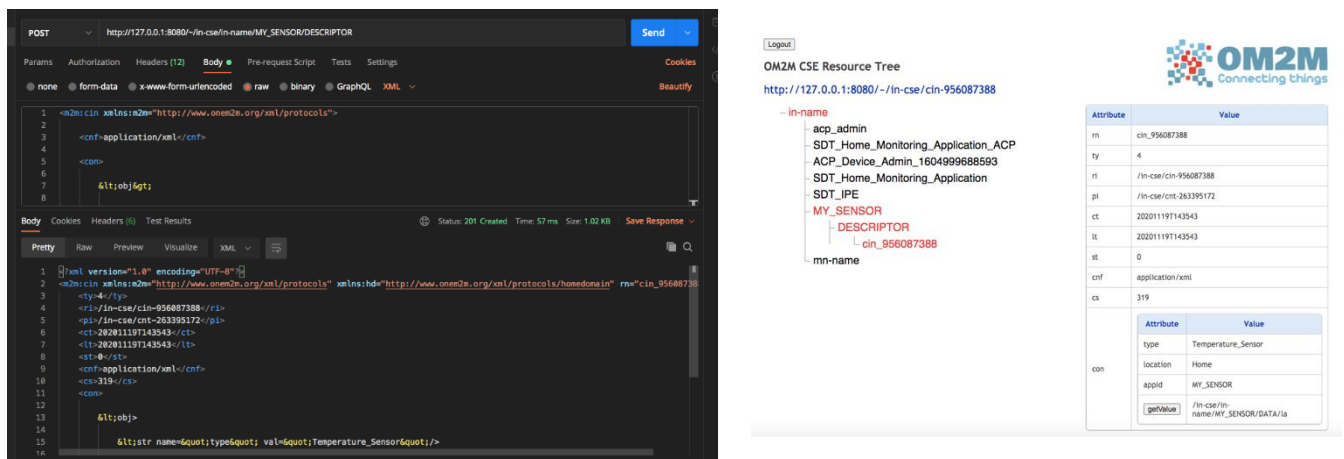 POST http://127.0.0.1:8080/~/in-cse/in-name/MY_SENSOR/DESCRIPTOR Send
Params Authorization Headers (12) Body Pre-request Script Tests Settings Cookies
none form-data x-www-form-urlencoded raw binary GraphQL XML Beautify
1 <m2m:cin xmlns:m2m="http://www.onem2m.org/xml/protocols">
2
3 <cnf>application/xml</cnf>
4
5 <con>
6
7 &lt;obj&gt;
8
Body Cookies Headers (6) Test Results Status: 201 Created Time: 57 ms Size: 1.02 KB Save Response
Pretty Raw Preview Visualize XML
1 <?xml version="1.0" encoding="UTF-8"?>
2 <m2m:cin xmlns:m2m="http://www.onem2m.org/xml/protocols" xmlns:hd="http://www.onem2m.org/xml/protocols/homedomain" rn="cin_95608738
3 <ty>4</ty>
4 <ri>/in-cse/cin-956087388</ri>
5 <pi>/in-cse/cnt-263395172</pi>
6 <ct>20201119T143543</ct>
7 <lt>20201119T143543</lt>
8 <st>0</st>
9 <cnf>application/xml</cnf>
10 <cs>319</cs>
11 <con>
12
13 &lt;obj>
14
15 &lt;str name=&quot;type&quot; val=&quot;Temperature_Sensor&quot;/>
16
Logout
OM2M CSE Resource Tree
http://127.0.0.1:8080/~/in-cse/cin-956087388
OM2M
Connecting things
in-name
acp_admin
SDT_Home_Monitoring_Application_ACP
ACP_Device_Admin_1604999688593
SDT_Home_Monitoring_Application
SDT_IPE
MY_SENSOR
DESCRIPTOR
cin_956087388
mn-name
Attribute Value
rn cin_956087388
ty 4
ri /in-cse/cin-956087388
pi /in-cse/cnt-263395172
ct 20201119T143543
lt 20201119T143543
st 0
cnf application/xml
cs 319
con
Attribute Value
type Temperature_Sensor
location Home
appId MY_SENSOR
getValue /in-cse/in-
name/MY_SENSOR/DATA/la